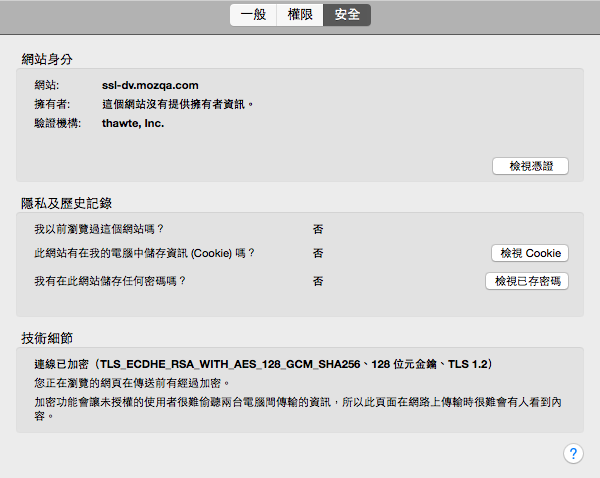 一般 權限 安全
網站身分
網站: ssl-dv.mozqa.com
擁有者: 這個網站沒有提供擁有者資訊。
驗證機構: thawte, Inc.
檢視憑證
隱私及歷史記錄
我以前瀏覽過這個網站嗎？ 否
此網站有在我的電腦中儲存資訊 (Cookie) 嗎？ 否 檢視 Cookie
我有在此網站儲存任何密碼嗎？ 否 檢視已存密碼
技術細節
連線已加密（TLS_ECDHE_RSA_WITH_AES_128_GCM_SHA256、128 位元金鑰、TLS 1.2）
您正在瀏覽的網頁在傳送前有經過加密。
加密功能會讓未授權的使用者很難偷聽兩台電腦間傳輸的資訊，所以此頁面在網路上傳輸時很難會有人看到內
容。
?